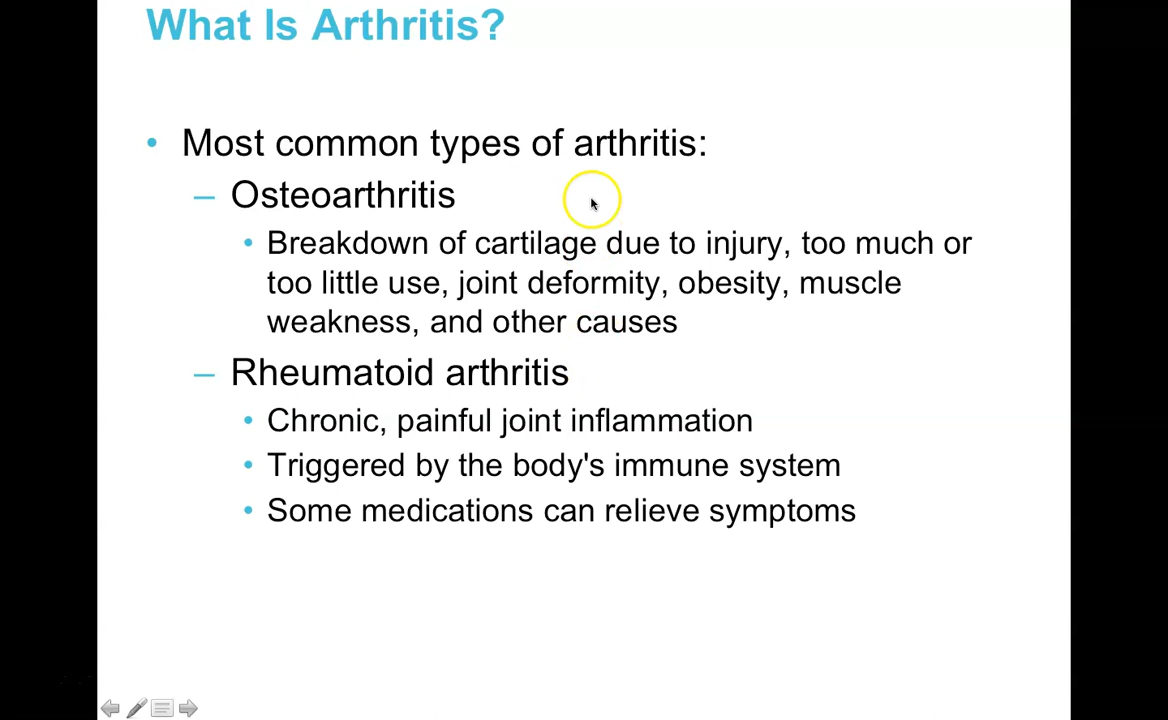 What Is Arthritis?
• Most common types of arthritis:
– Osteoarthritis
• Breakdown of cartilage due to injury, too much or
too little use, joint deformity, obesity, muscle
weakness, and other causes
– Rheumatoid arthritis
• Chronic, painful joint inflammation
• Triggered by the body's immune system
• Some medications can relieve symptoms